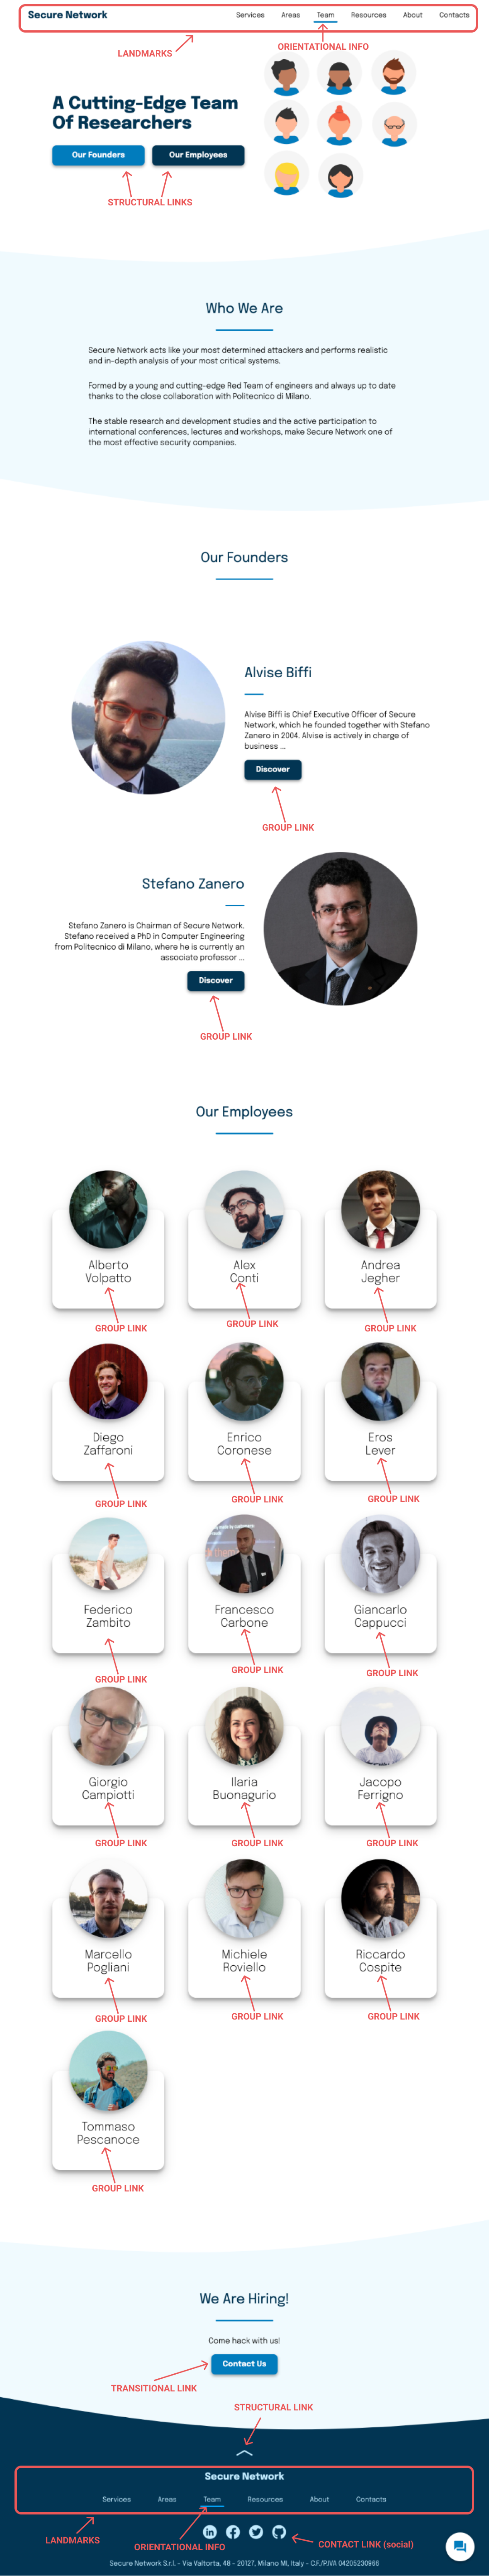 Secure Network
Services Areas Team Resources About Contacts
LANDMARKS
ORIENTATIONAL INFO
A Cutting-Edge Team
Of Researchers
Our Founders
Our Employees
STRUCTURAL LINKS
Who We Are
Secure Network acts like your most determined attackers and performs realistic
and in-depth analysis of your most critical systems.
Formed by a young and cutting-edge Red Team of engineers and always up to date
thanks to the close collaboration with Politecnico di Milano.
The stable research and development studies and the active participation to
international conferences, lectures and workshops, make Secure Network one of
the most effective security companies.
Our Founders
Alvise Biffi
Alvise Biffi is Chief Executive Officer of Secure
Network, which he founded together with Stefano
Zanero in 2004. Alvise is actively in charge of
business ...
Discover
GROUP LINK
Stefano Zanero
Stefano Zanero is Chairman of Secure Network.
Stefano received a PhD in Computer Engineering
from Politecnico di Milano, where he is currently an
associate professor ...
Discover
GROUP LINK
Our Employees
Alberto
Volpatto
GROUP LINK
Alex
Conti
GROUP LINK
Andrea
Jegher
GROUP LINK
Diego
Zaffaroni
GROUP LINK
Enrico
Coronese
GROUP LINK
Eros
Lever
GROUP LINK
Federico
Zambito
GROUP LINK
Francesco
Carbone
GROUP LINK
Giancarlo
Cappucci
GROUP LINK
Giorgio
Campiotti
GROUP LINK
Ilaria
Buonagurio
GROUP LINK
Jacopo
Ferrigno
GROUP LINK
Marcello
Pogliani
GROUP LINK
Michiele
Roviello
GROUP LINK
Riccardo
Cospite
GROUP LINK
Tommaso
Pescanoce
GROUP LINK
We Are Hiring!
Come hack with us!
Contact Us
TRANSITIONAL LINK
STRUCTURAL LINK
Secure Network
Services Areas Team Resources About Contacts
LANDMARKS
ORIENTATIONAL INFO
CONTACT LINK (social)
Secure Network S.r.l. - Via Valtorta, 48 - 20127, Milano MI, Italy - C.F./P.IVA 04205230966